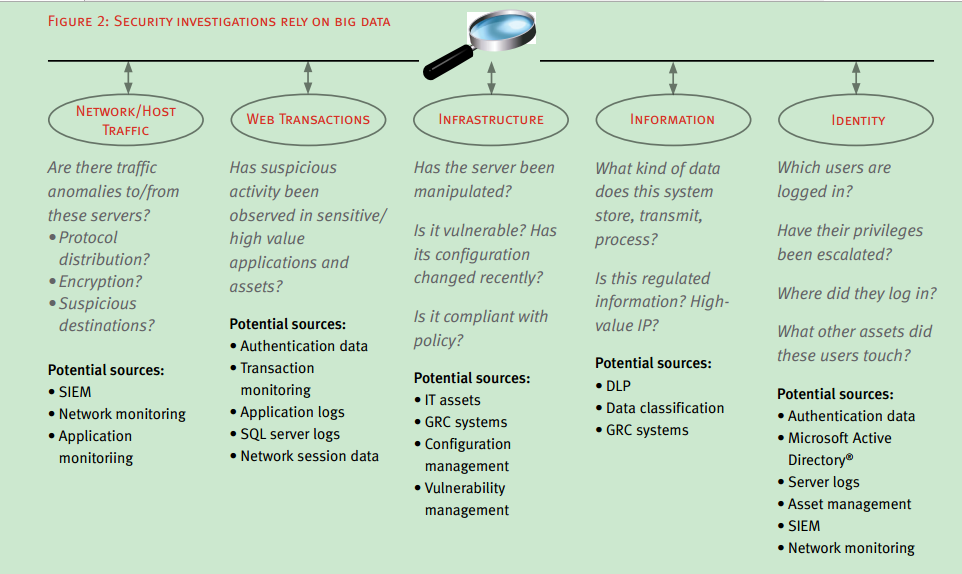 FIGURE 2: SECURITY INVESTIGATIONS RELY ON BIG DATA
NETWORK/HOST
TRAFFIC
Are there traffic
anomalies to/from
these servers?
• Protocol
distribution?
• Encryption?
• Suspicious
destinations?
Potential sources:
• SIEM
• Network monitoring
• Application
monitoriing
WEB TRANSACTIONS
Has suspicious
activity been
observed in sensitive/
high value
applications and
assets?
Potential sources:
• Authentication data
• Transaction
monitoring
• Application logs
• SQL server logs
• Network session data
INFRASTRUCTURE
Has the server been
manipulated?
Is it vulnerable? Has
its configuration
changed recently?
Is it compliant with
policy?
Potential sources:
• IT assets
• GRC systems
• Configuration
management
• Vulnerability
management
INFORMATION
What kind of data
does this system
store, transmit,
process?
Is this regulated
information? High-
value IP?
Potential sources:
• DLP
• Data classification
• GRC systems
IDENTITY
Which users are
logged in?
Have their privileges
been escalated?
Where did they log in?
What other assets did
these users touch?
Potential sources:
• Authentication data
• Microsoft Active
Directory®
• Server logs
• Asset management
• SIEM
• Network monitoring